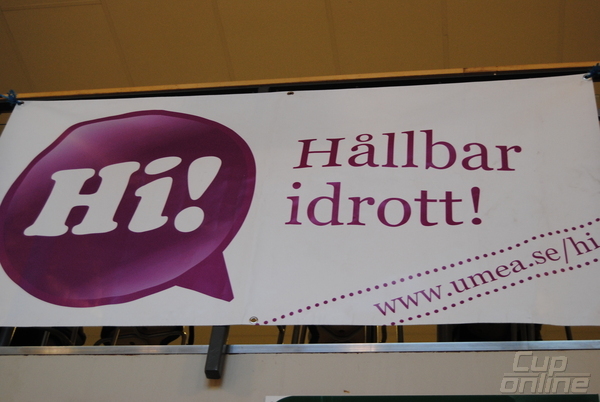 Hi!
Hållbar
idrott!
www.umea.se/hi
Cup
online